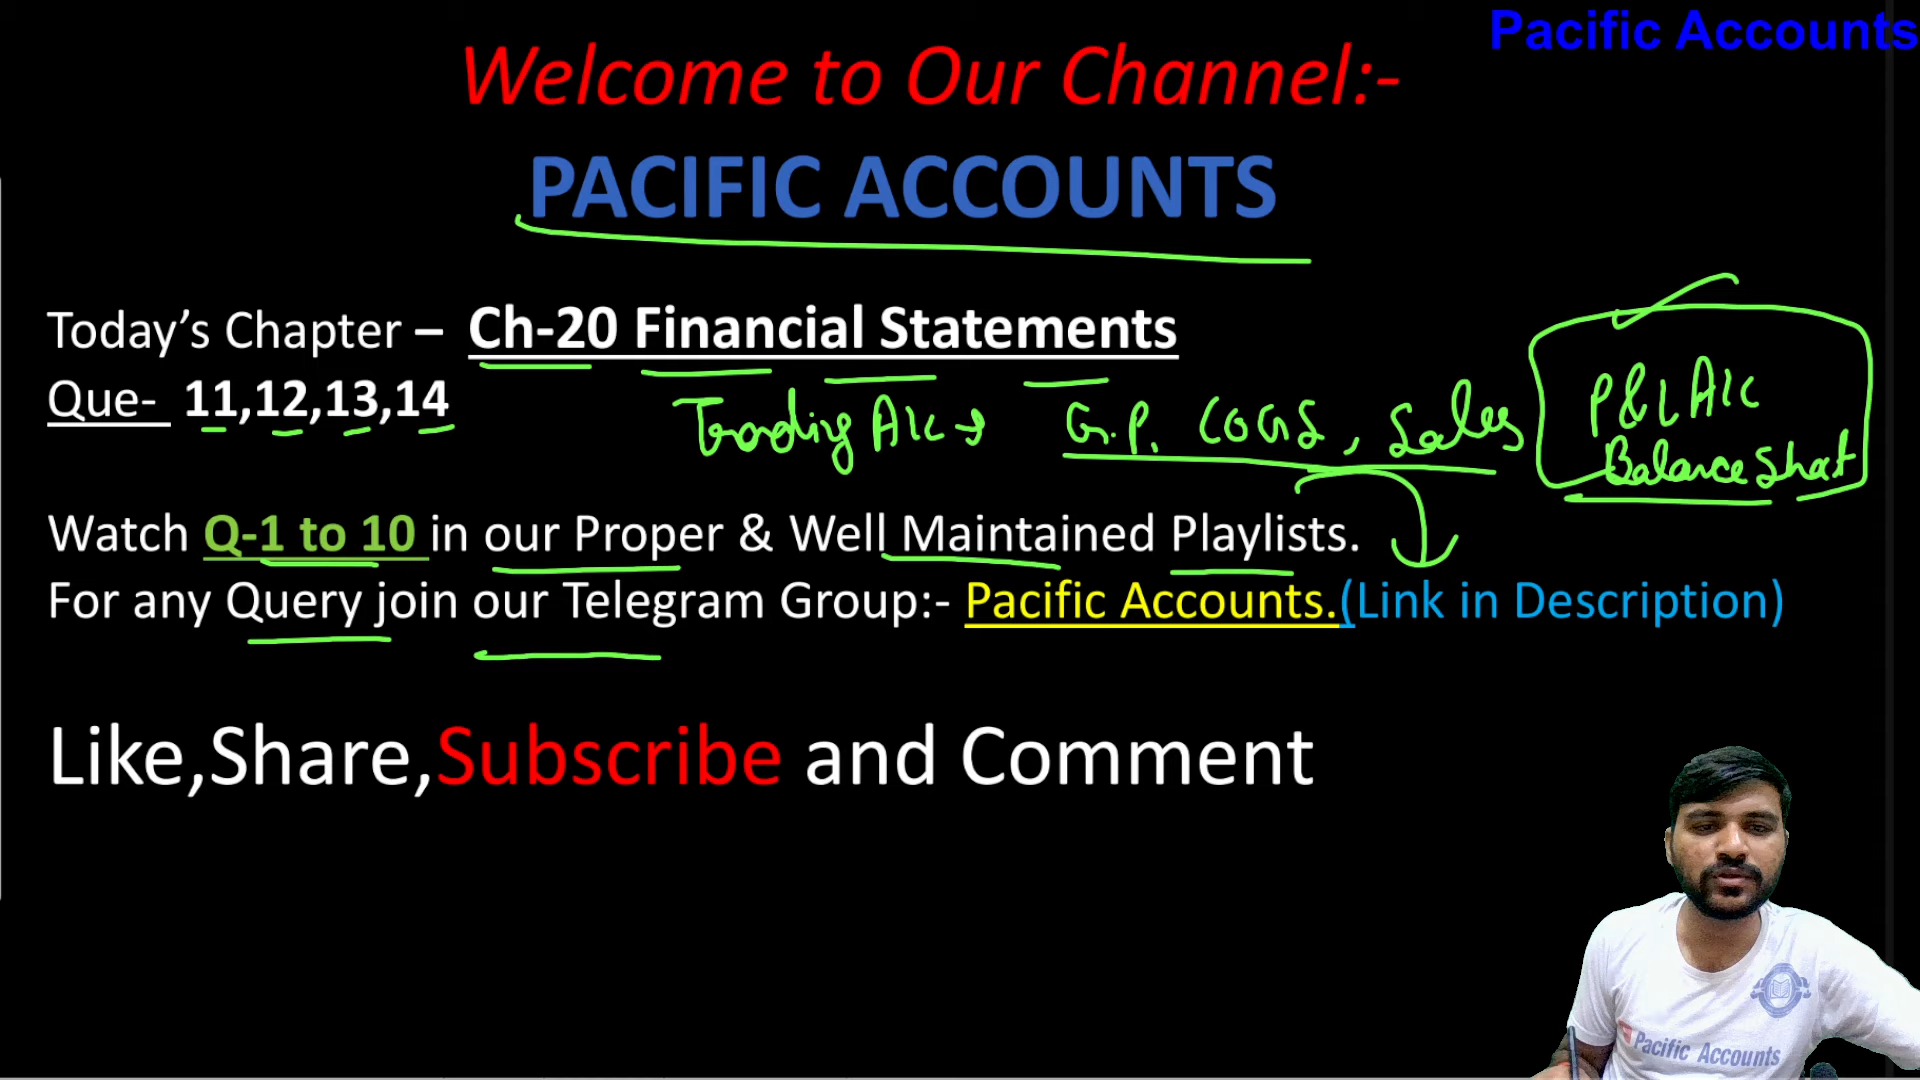 Pacific Accounts
Welcome to Our Channel:-
PACIFIC ACCOUNTS
Today’s Chapter – Ch-20 Financial Statements
Que- 11,12,13,14
Trading A/c → G.P. COGS, Sales
P&L A/c
Balance Sheet
Watch Q-1 to 10 in our Proper & Well Maintained Playlists.
For any Query join our Telegram Group:- Pacific Accounts.(Link in Description)
Like,Share,Subscribe and Comment
Pacific Accounts